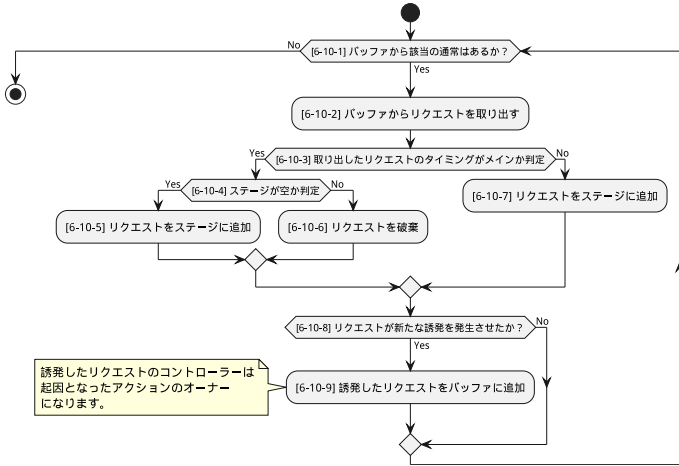 No
[6-10-1] バッファから該当の通常はあるか？
Yes
[6-10-2] バッファからリクエストを取り出す
Yes
[6-10-3] 取り出したリクエストのタイミングがメインか判定
No
Yes
[6-10-4] ステージが空か判定
No
[6-10-7] リクエストをステージに追加
[6-10-5] リクエストをステージに追加
[6-10-6] リクエストを破棄
[6-10-8] リクエストが新たな誘発を発生させたか？
No
Yes
誘発したリクエストのコントローラーは
起因となったアクションのオーナー
になります。
[6-10-9] 誘発したリクエストをバッファに追加